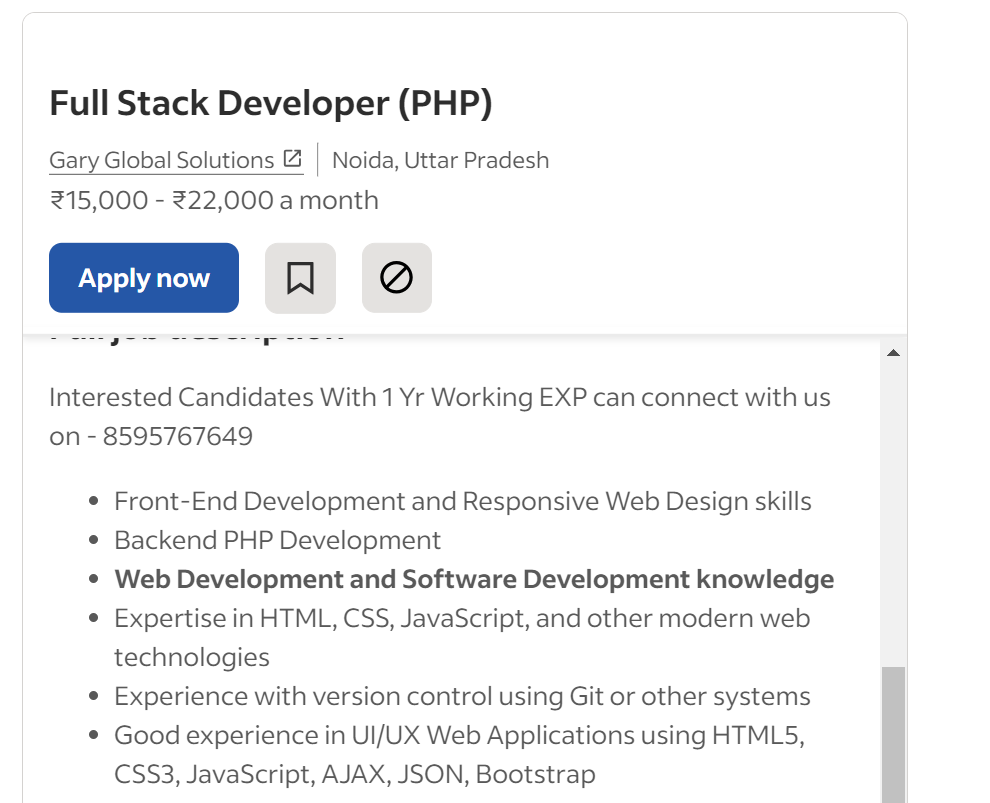 Full Stack Developer (PHP)
Gary Global Solutions | Noida, Uttar Pradesh
₹15,000 - ₹22,000 a month
Apply now
Full job description
Interested Candidates With 1 Yr Working EXP can connect with us
on - 8595767649
• Front-End Development and Responsive Web Design skills
• Backend PHP Development
• Web Development and Software Development knowledge
• Expertise in HTML, CSS, JavaScript, and other modern web
technologies
• Experience with version control using Git or other systems
• Good experience in UI/UX Web Applications using HTML5,
CSS3, JavaScript, AJAX, JSON, Bootstrap